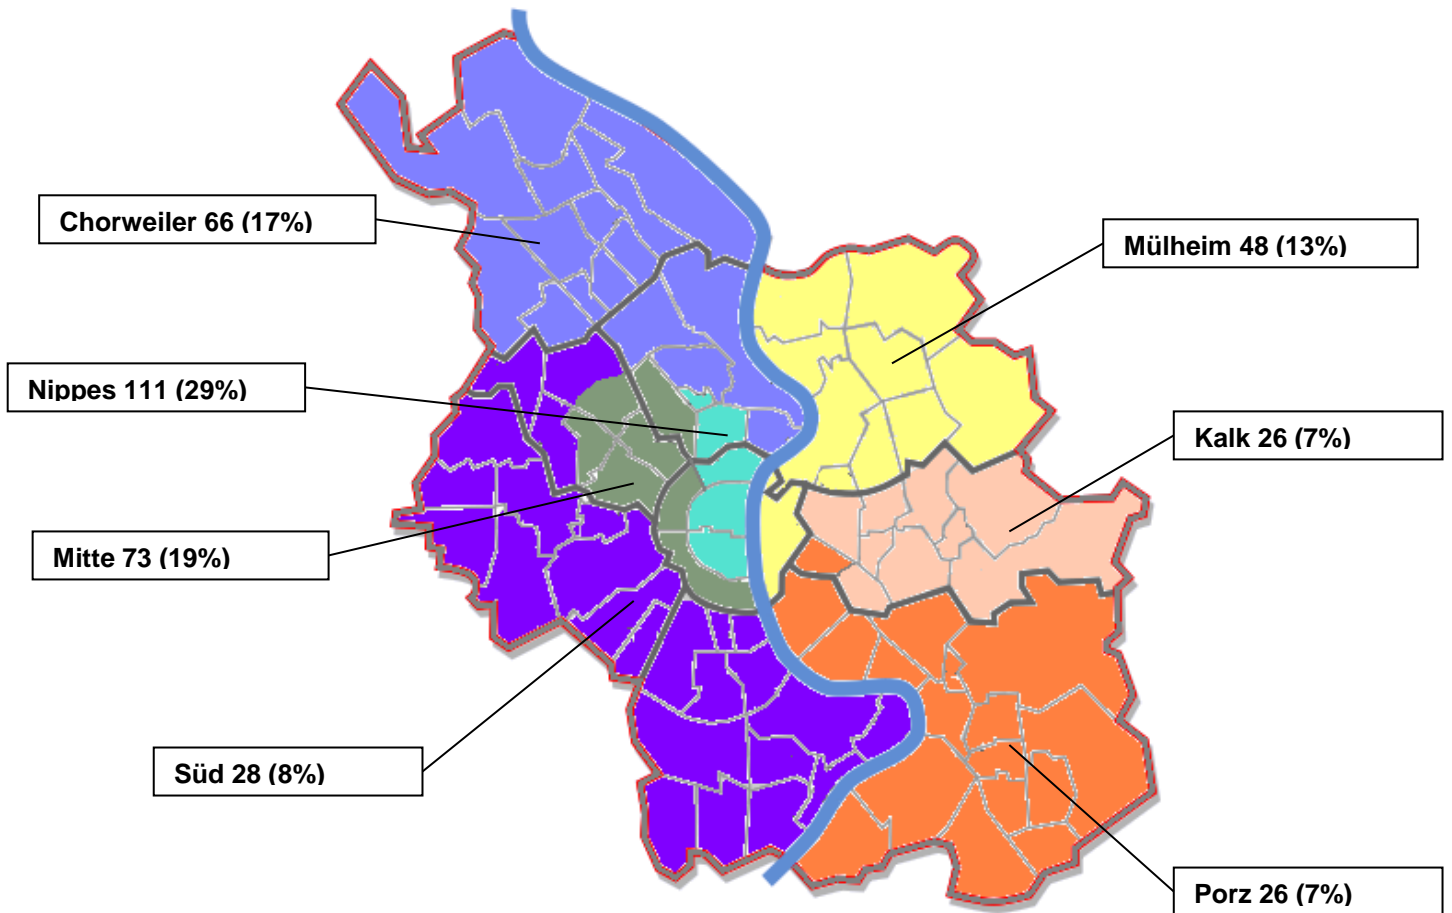 Chorweiler 66 (17%)
Mülheim 48 (13%)
Nippes 111 (29%)
Kalk 26 (7%)
Mitte 73 (19%)
Süd 28 (8%)
Porz 26 (7%)